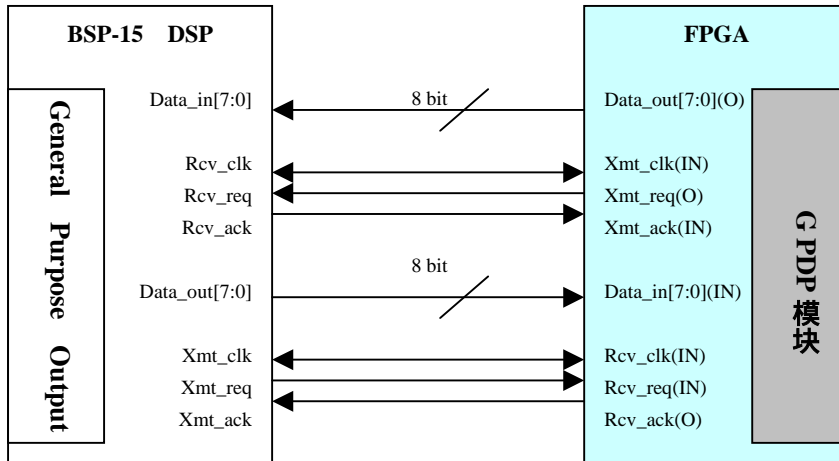 BSP-15 DSP
FPGA
General Purpose Output
Data_in[7:0]
8 bit
Data_out[7:0](O)
Rcv_clk
Xmt_clk(IN)
Rcv_req
Xmt_req(O)
Rcv_ack
Xmt_ack(IN)
8 bit
Data_out[7:0]
Data_in[7:0](IN)
Xmt_clk
Rcv_clk(IN)
Xmt_req
Rcv_req(IN)
Xmt_ack
Rcv_ack(O)
G PDP 模块